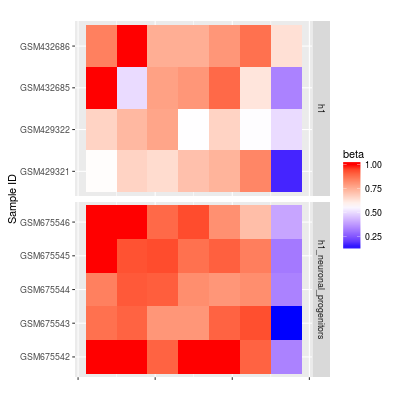 GSM432686
GSM432685
GSM429322
GSM429321
h1
GSM675546
GSM675545
GSM675544
GSM675543
GSM675542
h1_neuronal_progenitors
Sample ID
beta
1.00
0.75
0.50
0.25